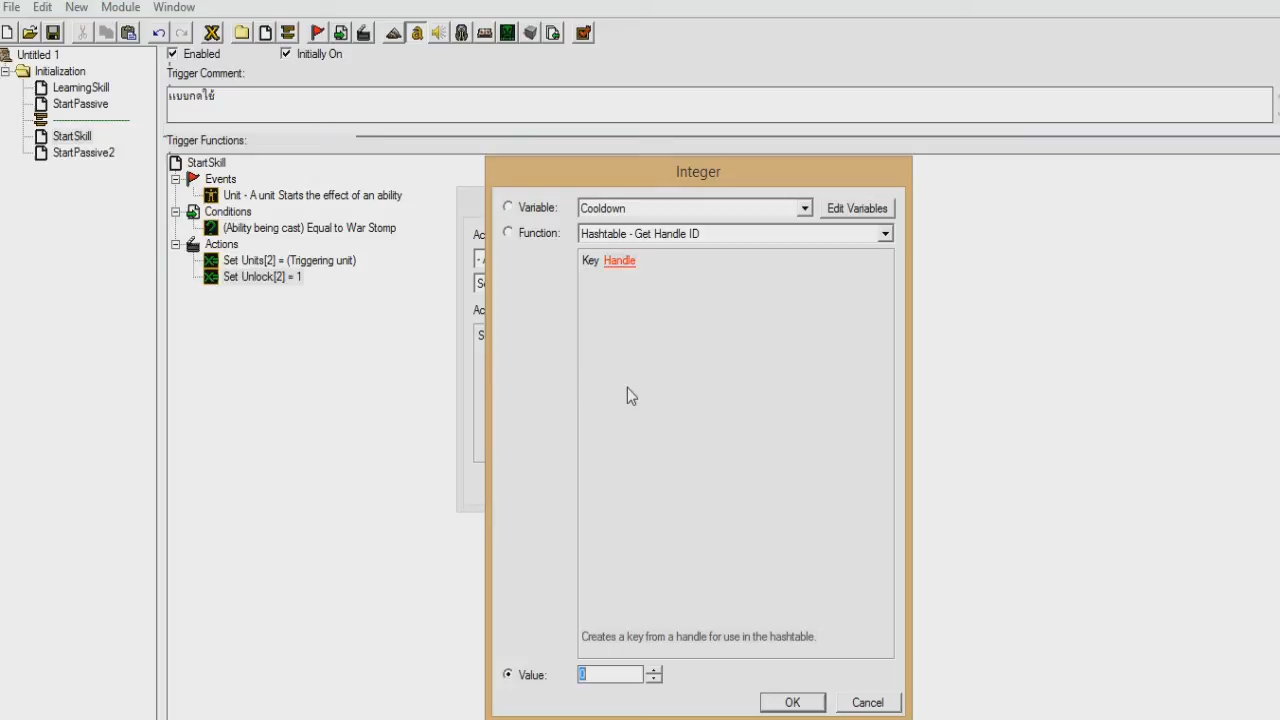 File Edit New Module Window
Untitled 1
Initialization
LearningSkill
StartPassive
StartSkill
StartPassive2
Enabled
Initially On
Trigger Comment:
แบบกดใช้
Trigger Functions:
StartSkill
Events
Unit - A unit Starts the effect of an ability
Conditions
(Ability being cast) Equal to War Stomp
Actions
Set Units[2] = (Triggering unit)
Set Unlock[2] = 1
Integer
Variable:
Cooldown
Edit Variables
Function:
Hashtable - Get Handle ID
Key Handle
Creates a key from a handle for use in the hashtable.
Value:
0
OK
Cancel